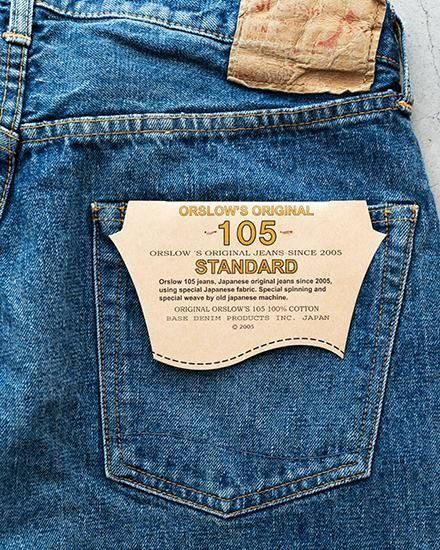 ORSLOW'S ORIGINAL
105
ORSLOW 'S ORIGINAL JEANS SINCE 2005
STANDARD
Orslow 105 jeans, Japanese original jeans since 2005,
using special Japanese fabric. Special spinning and
special weave by old japanese machine.
ORIGINAL ORSLOW'S 105 100% COTTON
BASE DENIM PRODUCTS INC. JAPAN
© 2005